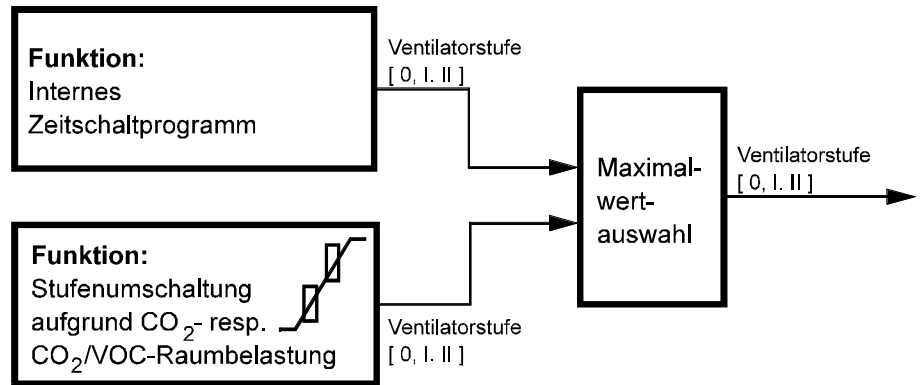 Funktion:
Internes
Zeitschaltprogramm
Ventilatorstufe
[ 0, I. II ]
Funktion:
Stufenumschaltung
aufgrund CO₂- resp.
CO₂/VOC-Raumbelastung
Ventilatorstufe
[ 0, I. II ]
Maximal-
wert-
auswahl
Ventilatorstufe
[ 0, I. II ]